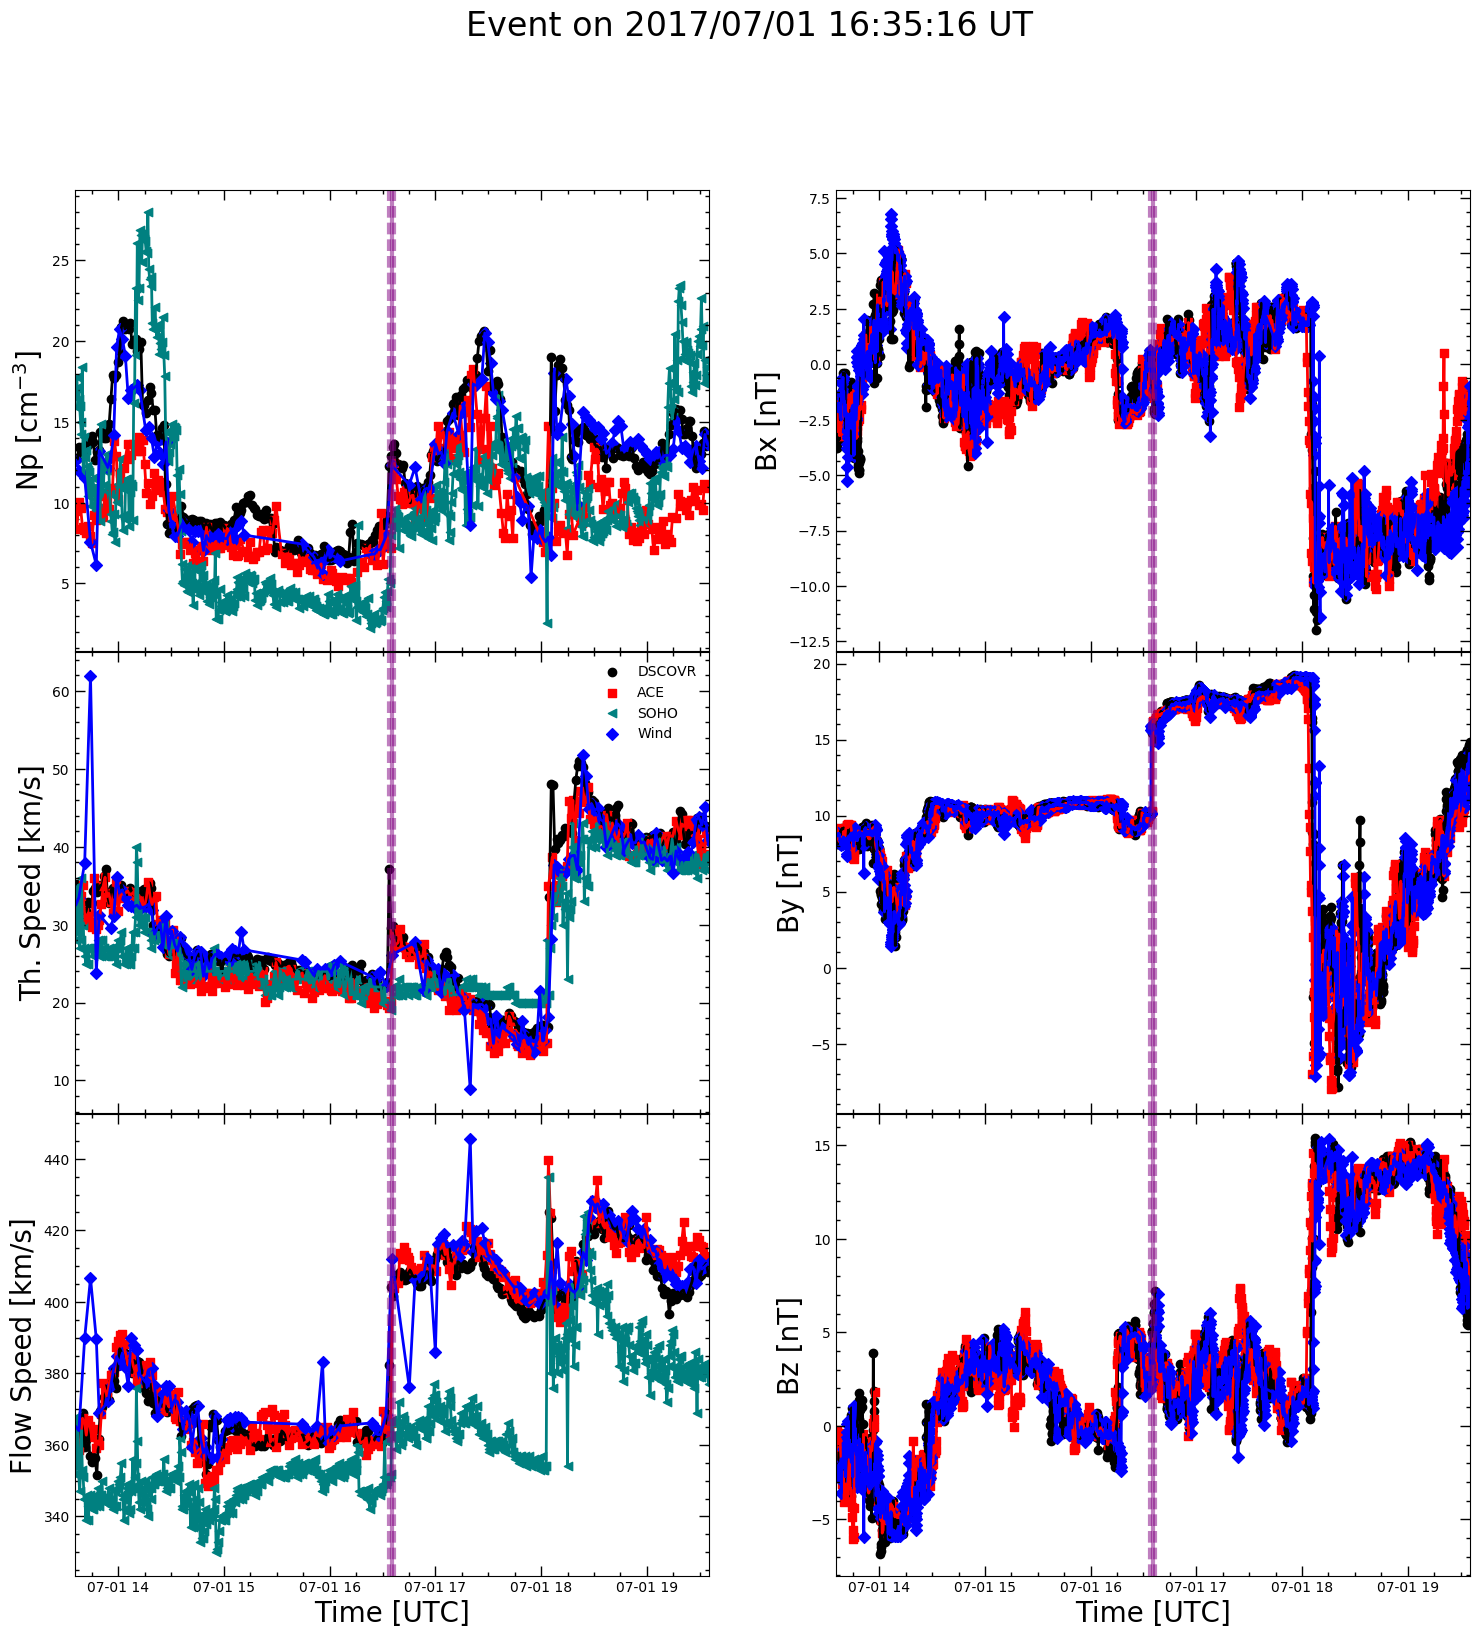 Event on 2017/07/01 16:35:16 UT
Np [cm⁻³]
25
20
15
10
5
Bx [nT]
7.5
5.0
2.5
0.0
−2.5
−5.0
−7.5
−10.0
−12.5
Th. Speed [km/s]
60
50
40
30
20
10
DSCOVR
ACE
SOHO
Wind
By [nT]
20
15
10
5
0
−5
Flow Speed [km/s]
440
420
400
380
360
340
07-01 14 07-01 15 07-01 16 07-01 17 07-01 18 07-01 19
Time [UTC]
Bz [nT]
15
10
5
0
−5
07-01 14 07-01 15 07-01 16 07-01 17 07-01 18 07-01 19
Time [UTC]